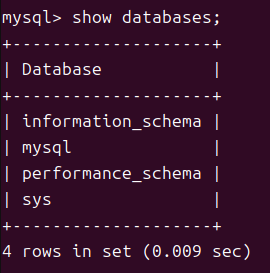 mysql> show databases;
+--------------------+
| Database           |
+--------------------+
| information_schema |
| mysql              |
| performance_schema |
| sys                |
+--------------------+
4 rows in set (0.009 sec)